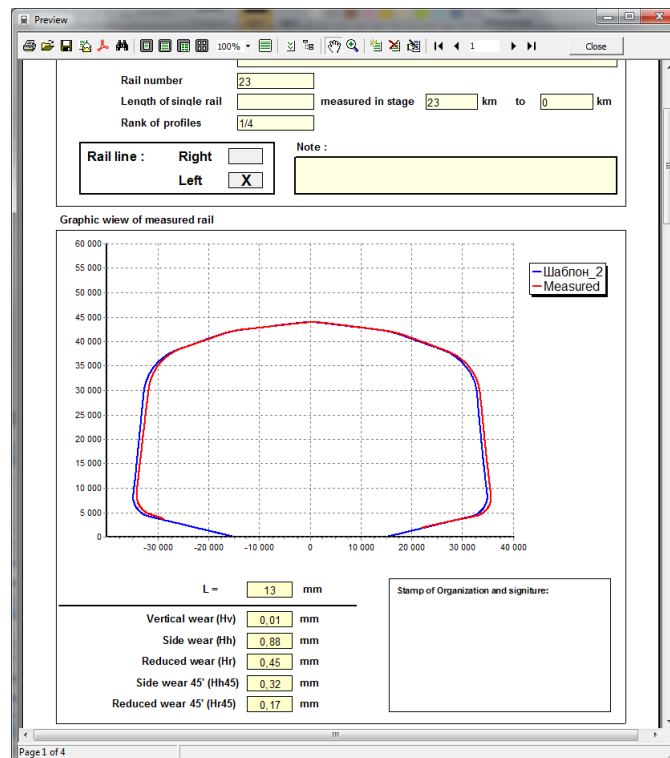 Preview
100%
1
Close
Rail number 23
Length of single rail measured in stage 23 km to 0 km
Rank of profiles 1/4
Rail line : Right
Left X
Note :
Graphic wiew of measured rail
60 000
55 000
50 000
45 000
40 000
35 000
30 000
25 000
20 000
15 000
10 000
5 000
0
-30 000 -20 000 -10 000 0 10 000 20 000 30 000 40 000
Шаблон_2
Measured
L = 13 mm
Vertical wear (Hv) 0,01 mm
Side wear (Hh) 0,88 mm
Reduced wear (Hr) 0,45 mm
Side wear 45' (Hh45) 0,32 mm
Reduced wear 45' (Hr45) 0,17 mm
Stamp of Organization and signiture:
Page 1 of 4